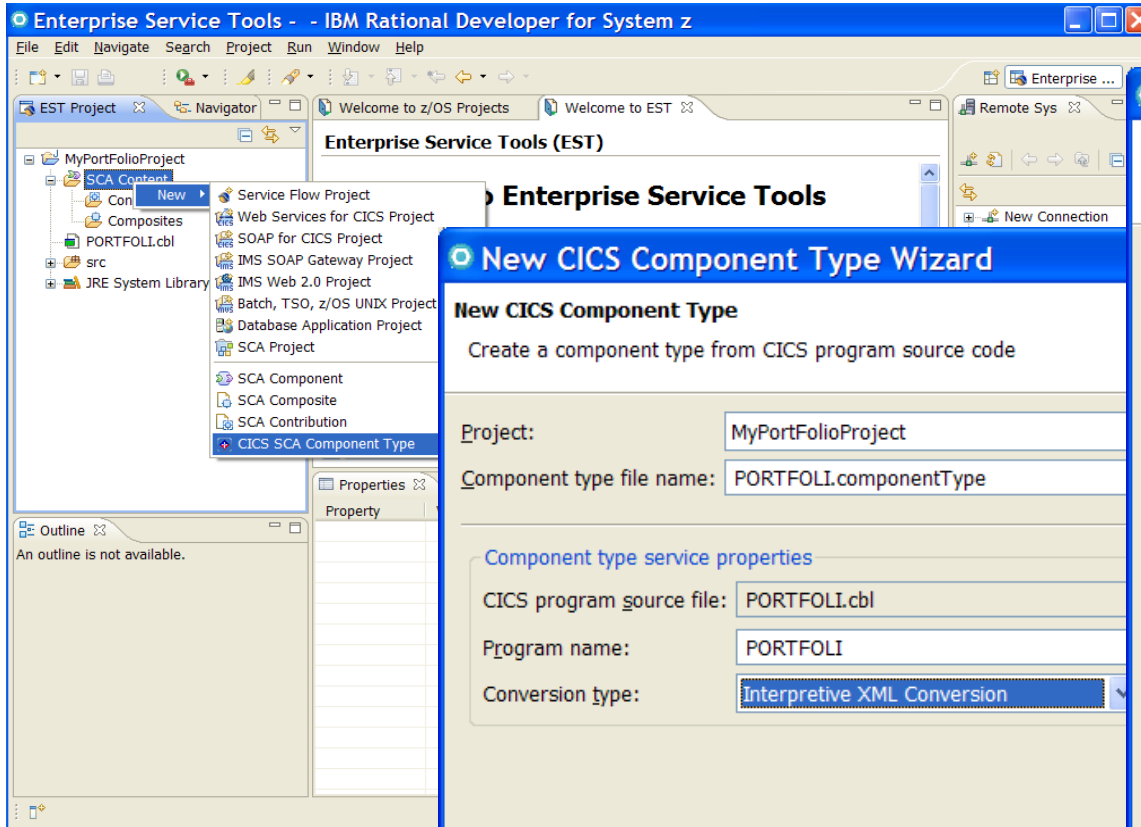 Enterprise Service Tools - - IBM Rational Developer for System z
File Edit Navigate Search Project Run Window Help
Enterprise ...
EST Project Navigator
Welcome to z/OS Projects Welcome to EST
Remote Sys
Enterprise Service Tools (EST)
MyPortFolioProject
SCA Content
Con
Composites
PORTFOLI.cbl
src
JRE System Library
New
Service Flow Project
Web Services for CICS Project
SOAP for CICS Project
IMS SOAP Gateway Project
IMS Web 2.0 Project
Batch, TSO, z/OS UNIX Project
Database Application Project
SCA Project
SCA Component
SCA Composite
SCA Contribution
CICS SCA Component Type
Enterprise Service Tools
New Connection
New CICS Component Type Wizard
New CICS Component Type
Create a component type from CICS program source code
Project: MyPortFolioProject
Component type file name: PORTFOLI.componentType
Component type service properties
CICS program source file: PORTFOLI.cbl
Program name: PORTFOLI
Conversion type: Interpretive XML Conversion
Properties
Property
Outline
An outline is not available.